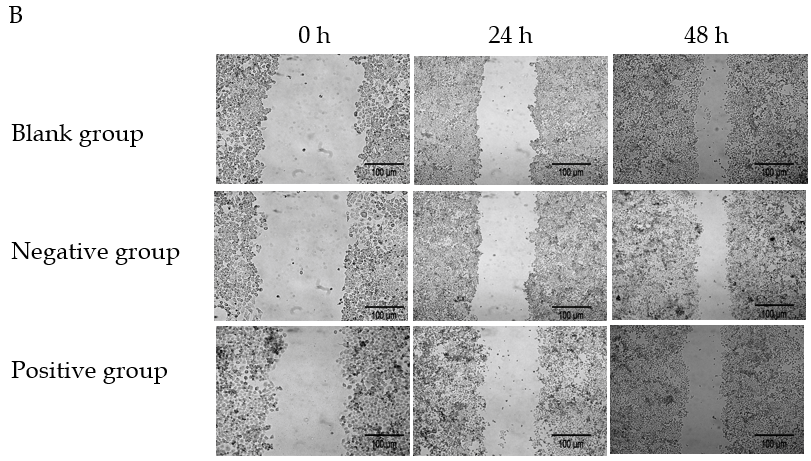 B
0 h 24 h 48 h
Blank group
100 µm 100 µm 100 µm
Negative group
100 µm 100 µm 100 µm
Positive group
100 µm 100 µm 100 µm